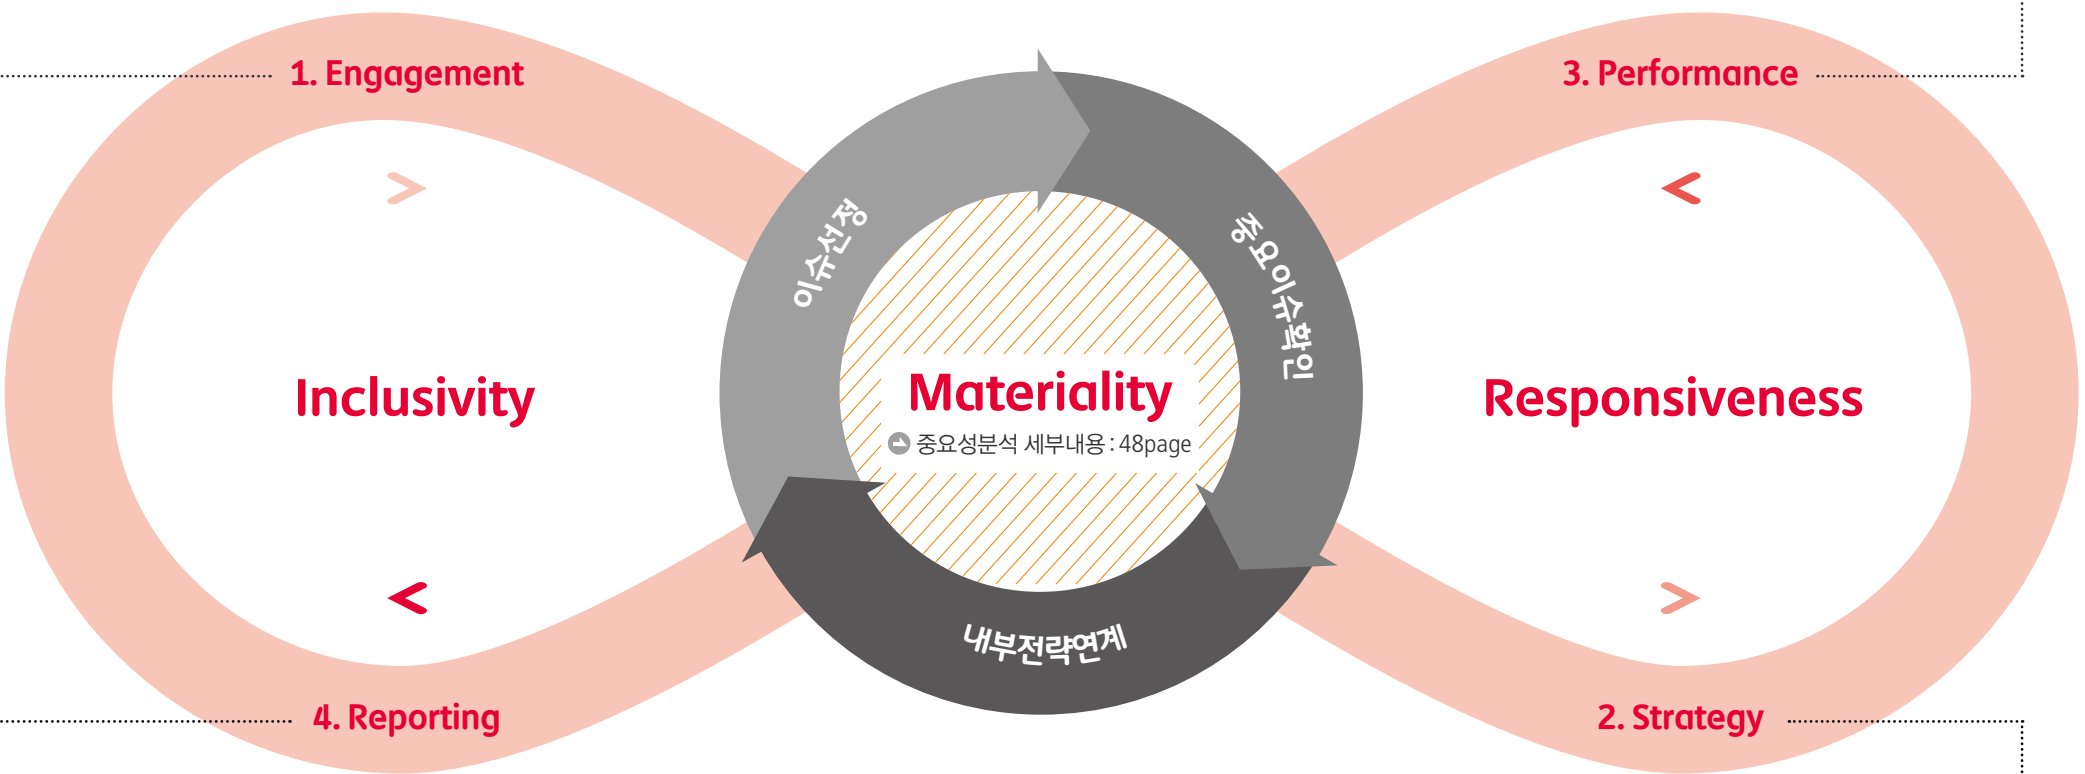 1. Engagement
3. Performance
이슈선정
중요이슈확인
Inclusivity
Materiality
중요성분석 세부내용 : 48page
Responsiveness
내부전략연계
4. Reporting
2. Strategy